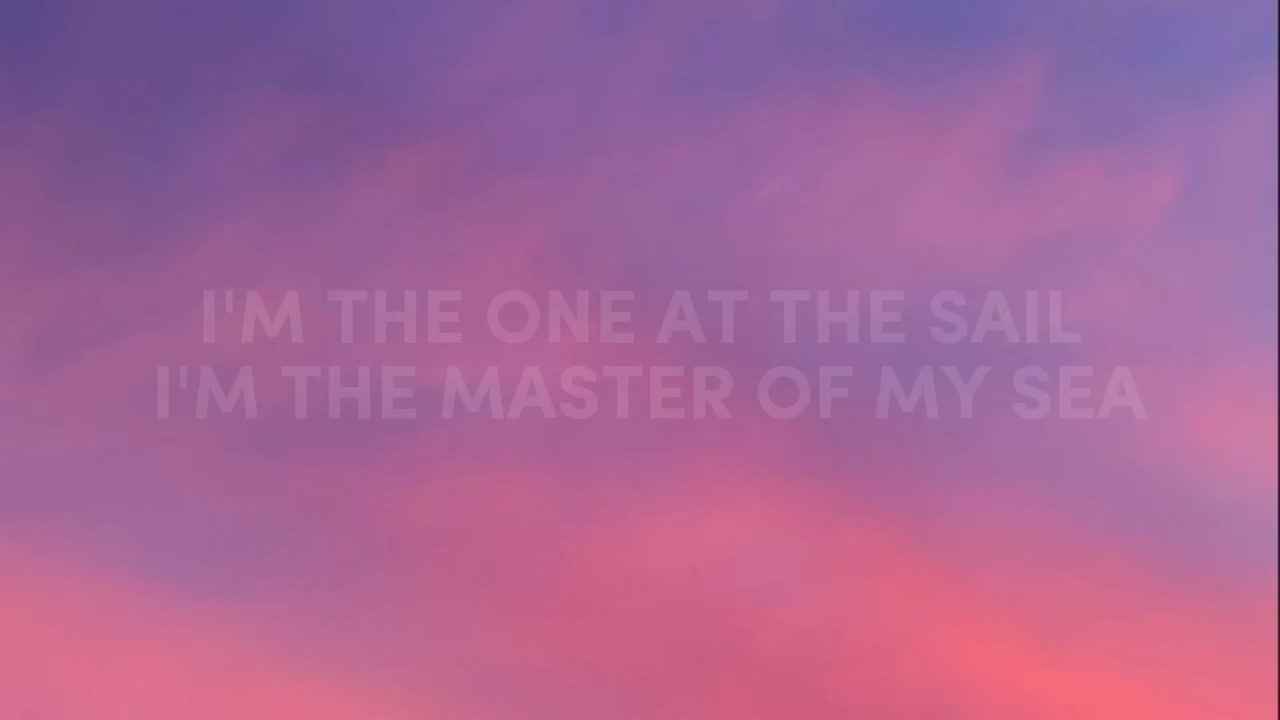 I'M THE ONE AT THE SAIL
I'M THE MASTER OF MY SEA